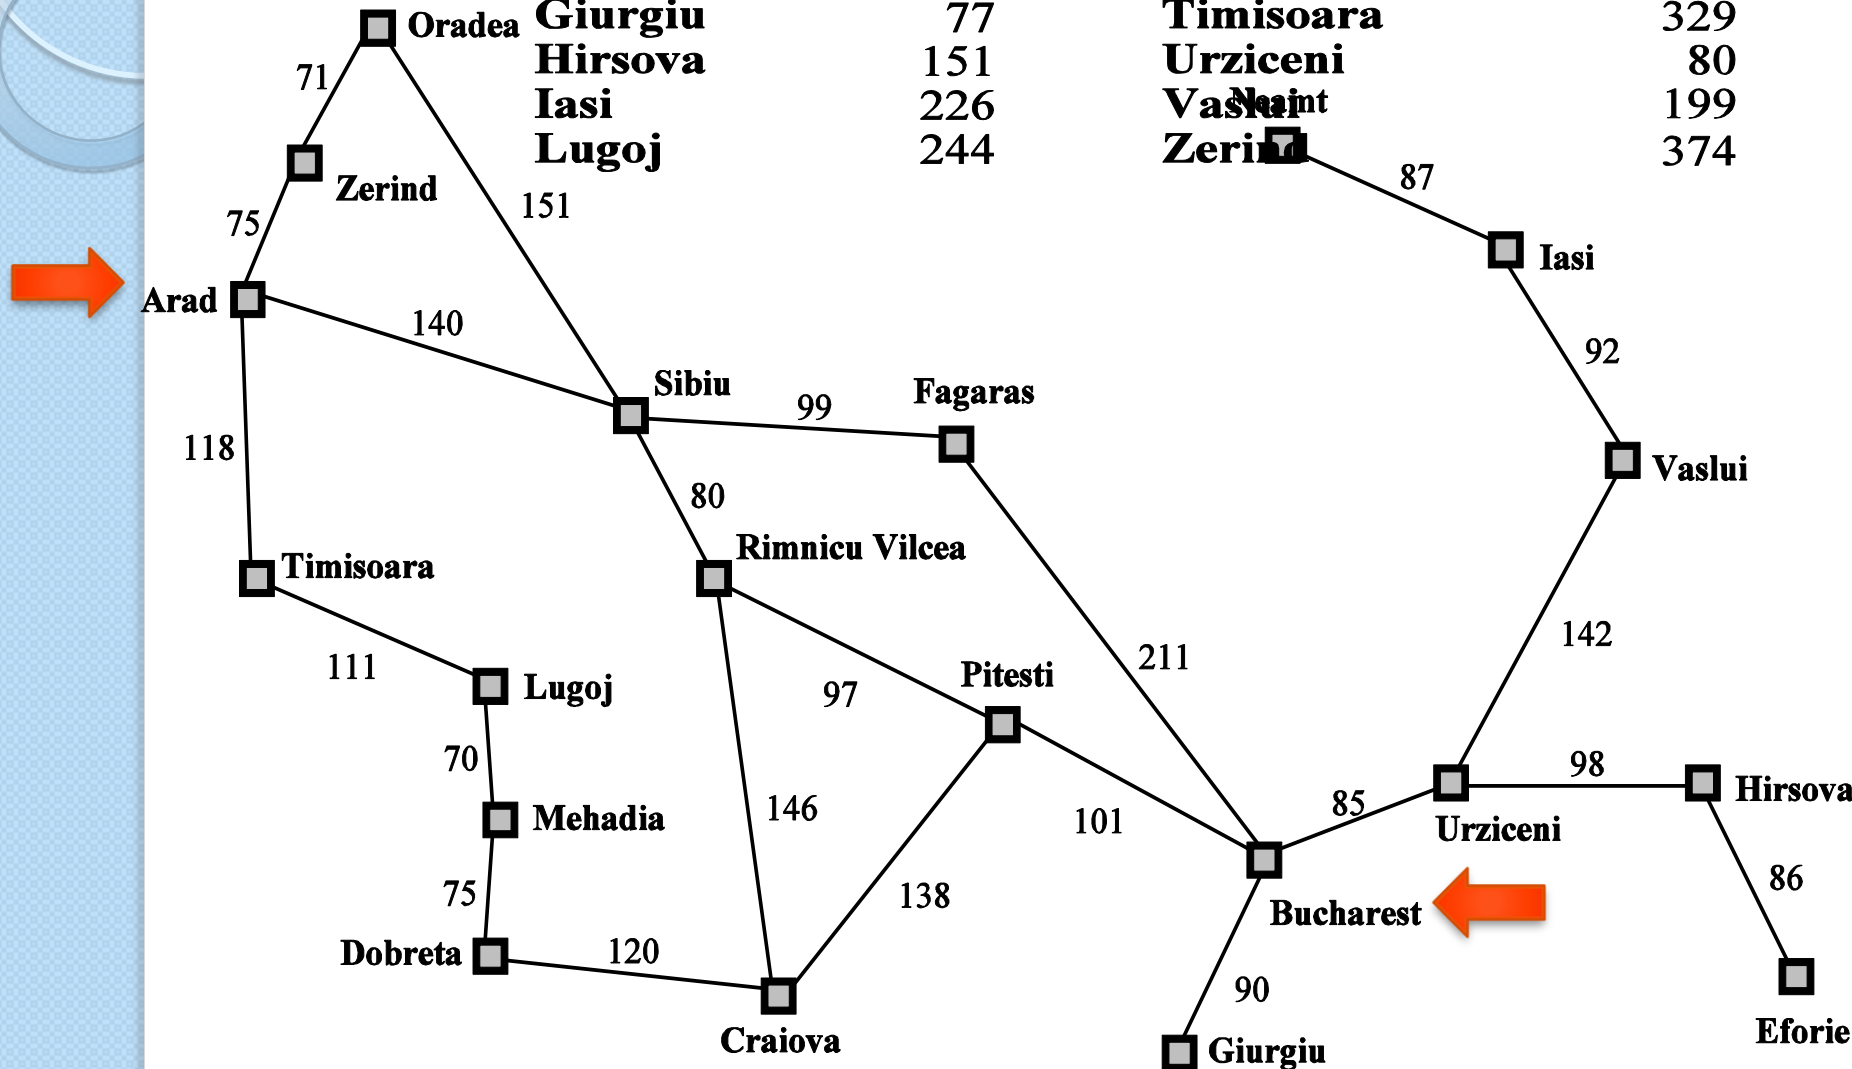 Oradea Giurgiu 77 Timisoara 329
Hirsova 151 Urziceni 80
71
Iasi 226 Vaslui 199
Neamt
Lugoj 244 Zerind 374
87
Zerind
151
75
Iasi
Arad
140
92
Sibiu
Fagaras
99
118
Vaslui
80
Rimnicu Vilcea
Timisoara
142
211
111
Pitesti
Lugoj
97
70
98
Hirsova
85
146
101
Mehadia
Urziceni
86
75
138
Bucharest
Dobreta
120
90
Eforie
Craiova
Giurgiu